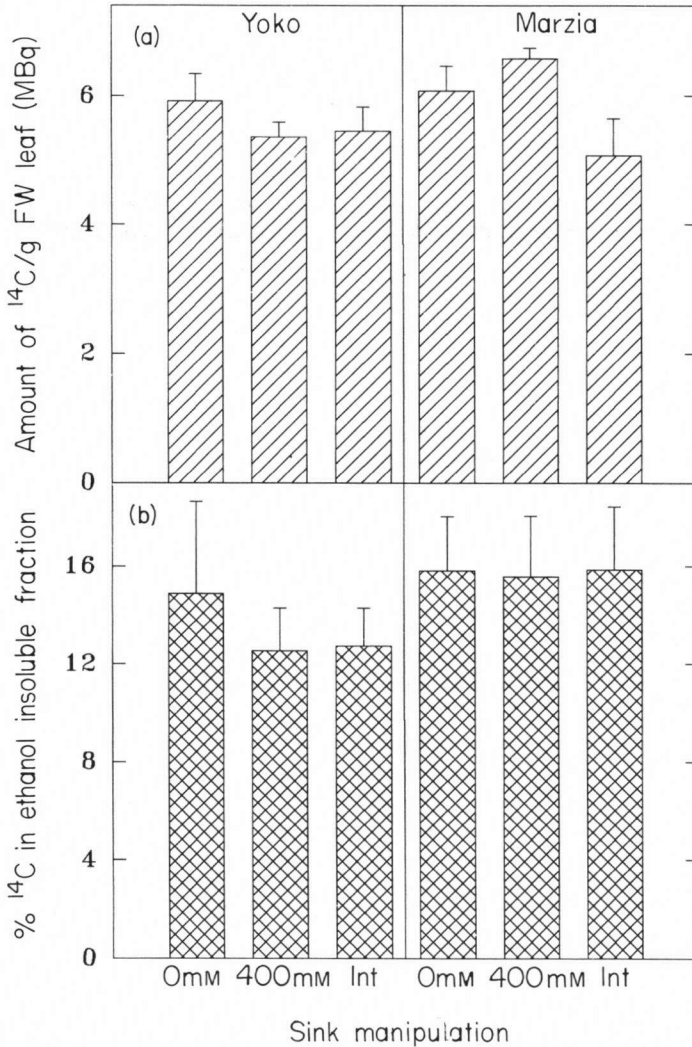 Yoko
Marzia
(a)
Amount of ¹⁴C/g FW leaf (MBq)
6
4
2
0
(b)
% ¹⁴C in ethanol insoluble fraction
16
12
8
4
0
0mM 400mM Int 0mM 400mM Int
Sink manipulation